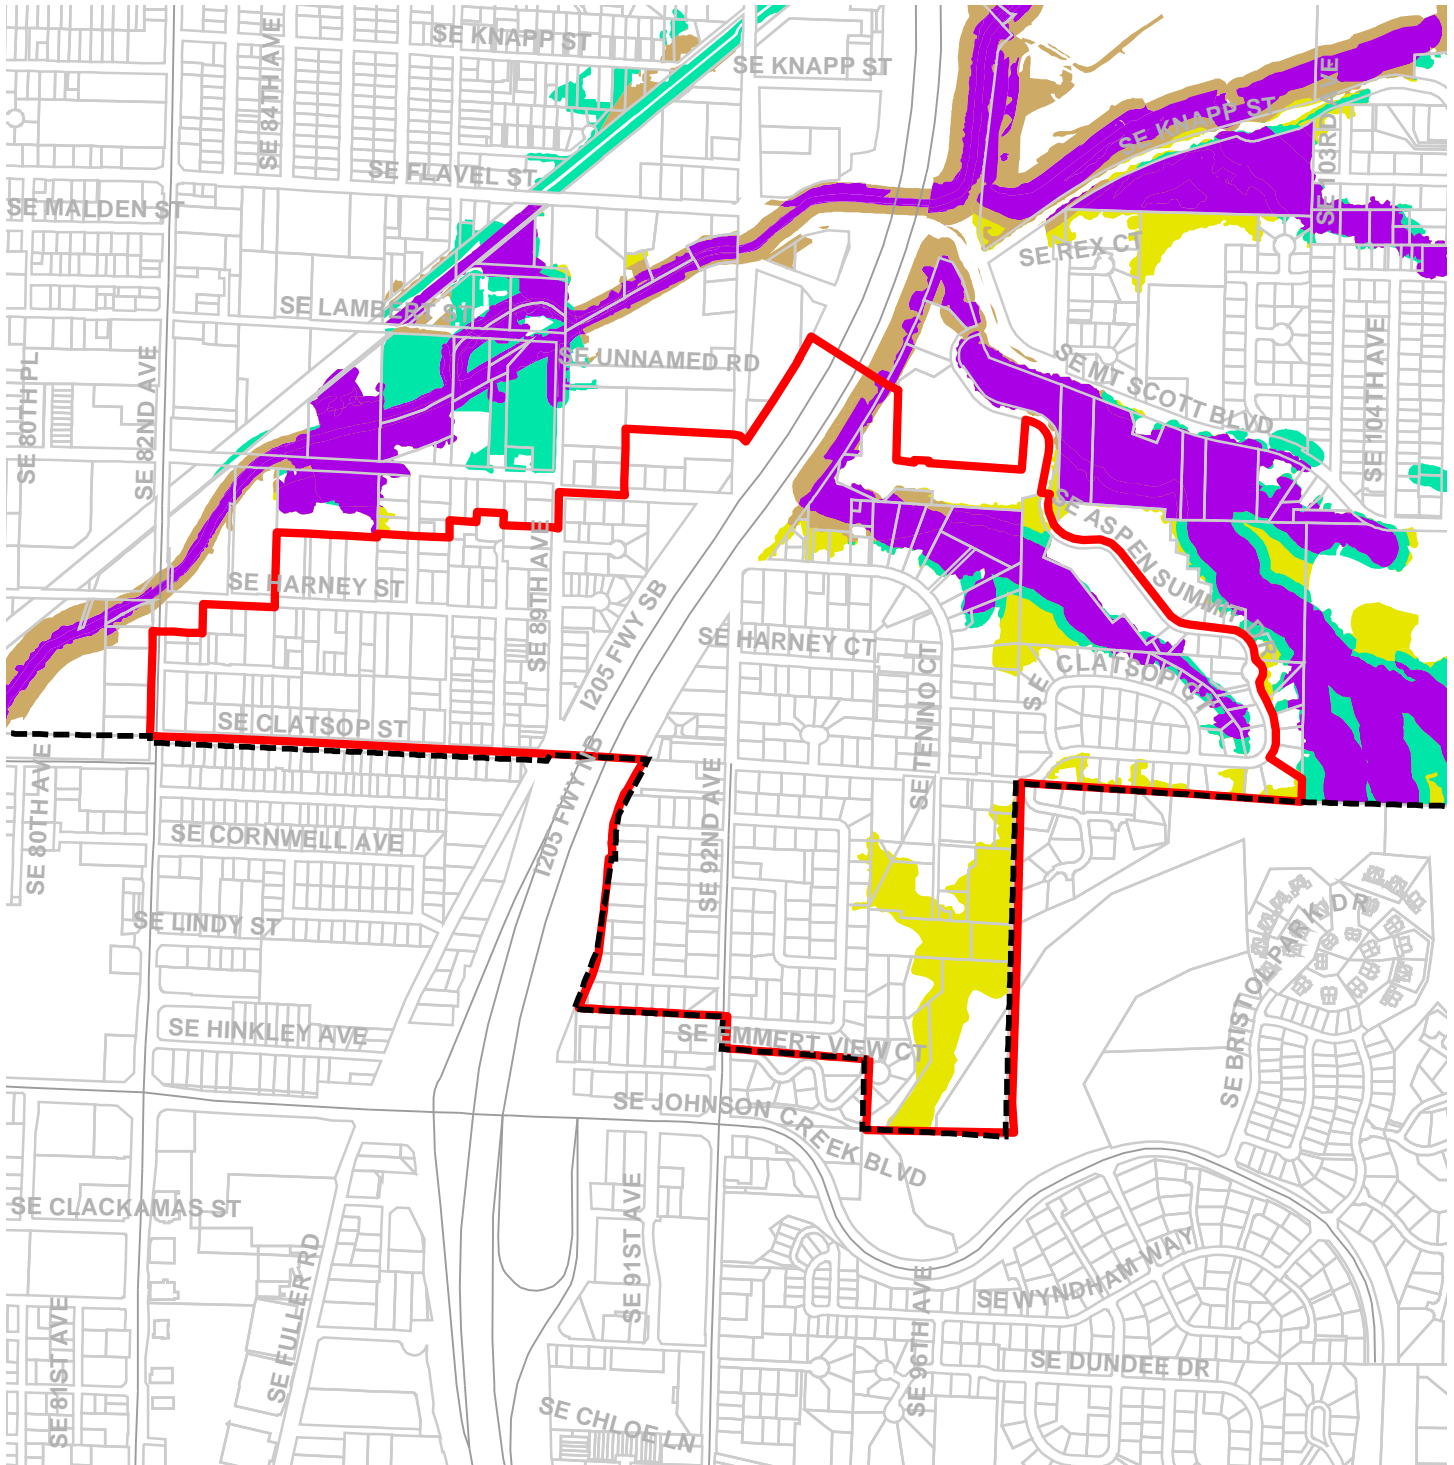 SE KNAPP ST
SE 84TH AVE
SE KNAPP ST
SE KNAPP ST
SE 103RD AVE
SE FLAVEL ST
SE MALDEN ST
SE REX CT
SE LAMBERT ST
SE UNNAMED RD
SE MT SCOTT BLVD
SE 104TH AVE
SE 80TH PL
SE 82ND AVE
SE ASPEN SUMMIT DR
SE HARNEY ST
SE 89TH AVE
I205 FWY SB
SE HARNEY CT
SE CLATSOP CT
SE TENINO CT
SE CLATSOP ST
I205 FWY NB
SE 80TH AVE
SE 92ND AVE
SE CORNWELL AVE
SE LINDY ST
SE BRISTOL PARK DR
SE HINKLEY AVE
SE EMMERT VIEW CT
SE JOHNSON CREEK BLVD
SE CLACKAMAS ST
SE FULLER RD
SE 91ST AVE
SE 96TH AVE
SE WYNDHAM WAY
SE 81ST AVE
SE DUNDEE DR
SE CHLOE LN